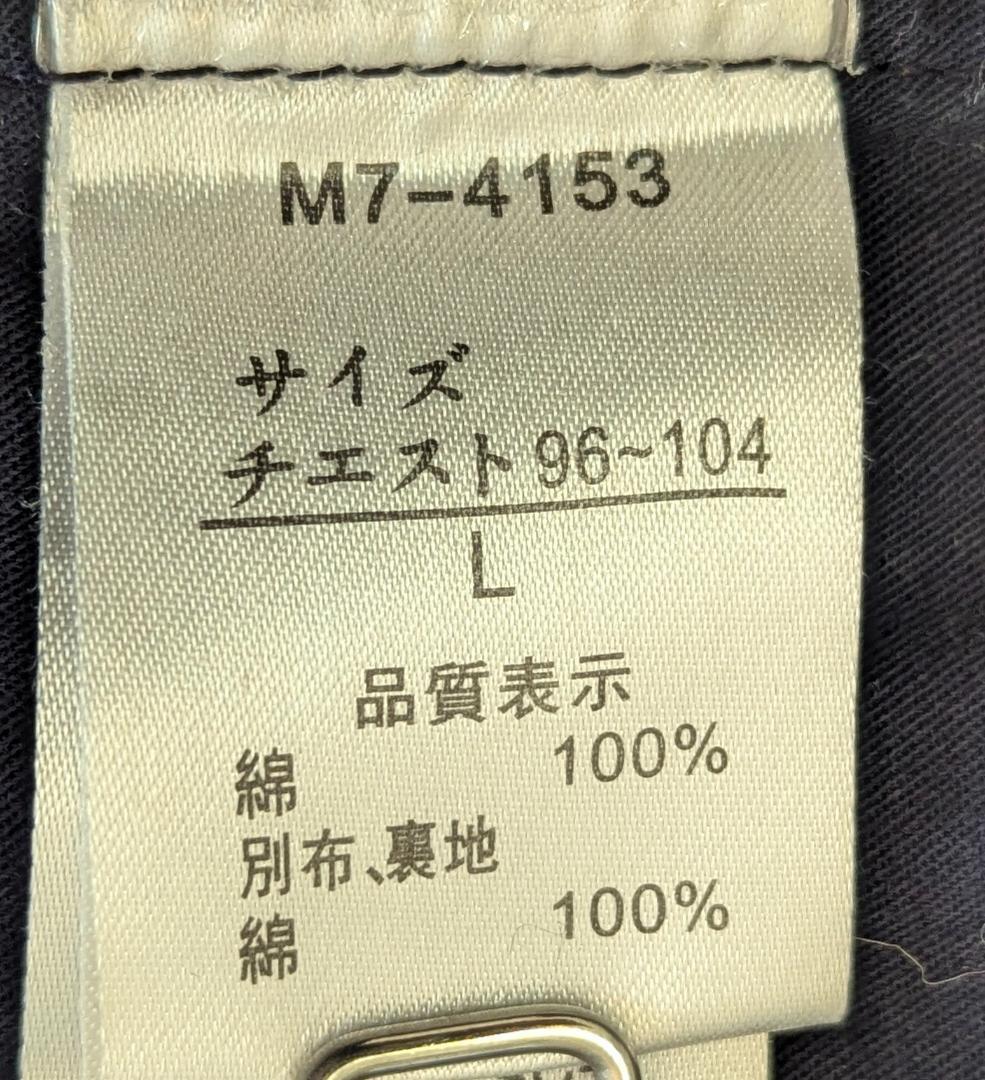 M7-4153
サイズ
チエスト96~104
L
品質表示
綿 100%
別布、裏地
綿 100%